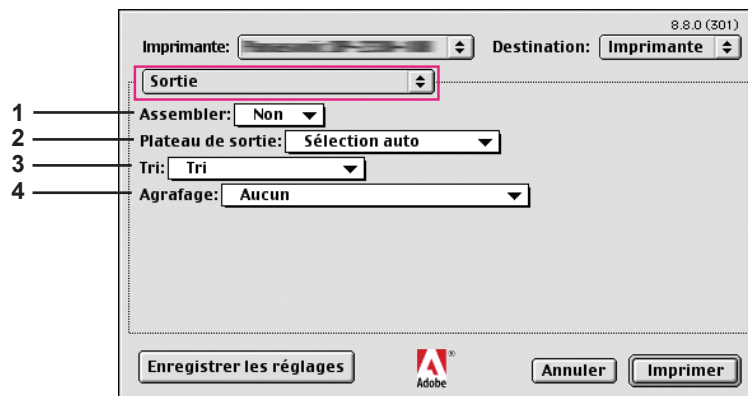 8.8.0 (301)
Imprimante: Destination: Imprimante
Sortie
1 Assembler: Non
2 Plateau de sortie: Sélection auto
3 Tri: Tri
4 Agrafage: Aucun
Enregistrer les réglages Adobe® Annuler Imprimer